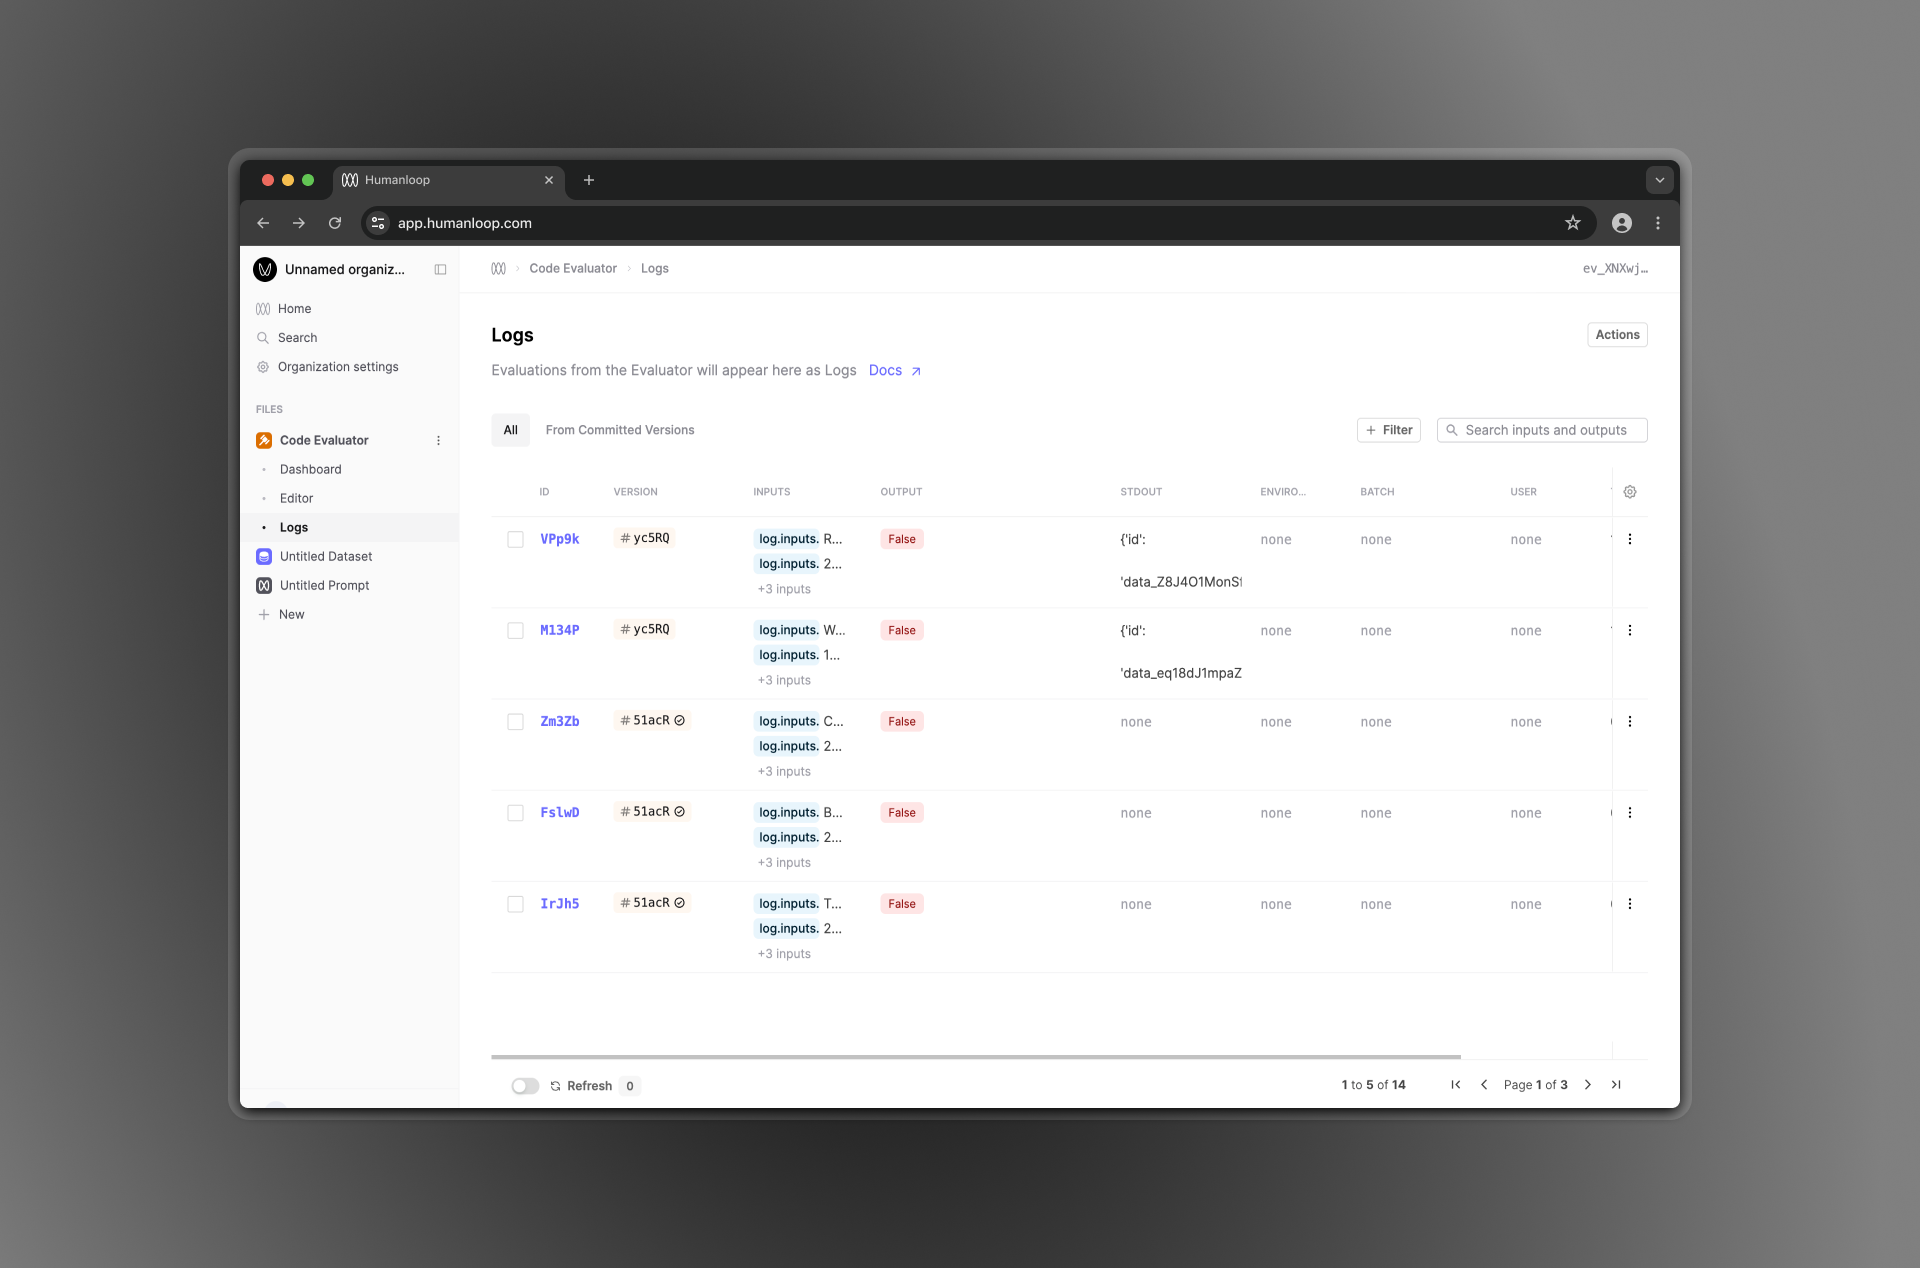 Humanloop
app.humanloop.com
Unnamed organiz...
Home
Search
Organization settings
FILES
Code Evaluator
Dashboard
Editor
Logs
Untitled Dataset
Untitled Prompt
New
Code Evaluator > Logs
ev_XNXwj…
Logs
Actions
Evaluations from the Evaluator will appear here as Logs Docs
All From Committed Versions
Filter
Search inputs and outputs
ID VERSION INPUTS OUTPUT STDOUT ENVIRO... BATCH USER
VPp9k # yc5RQ log.inputs. R... False {'id': none none none
log.inputs. 2...
+3 inputs 'data_Z8J4O1MonSt
M134P # yc5RQ log.inputs. W... False {'id': none none none
log.inputs. 1...
+3 inputs 'data_eq18dJ1mpaZ
Zm3Zb # 51acR log.inputs. C... False none none none none
log.inputs. 2...
+3 inputs
FslwD # 51acR log.inputs. B... False none none none none
log.inputs. 2...
+3 inputs
IrJh5 # 51acR log.inputs. T... False none none none none
log.inputs. 2...
+3 inputs
Refresh 0
1 to 5 of 14
Page 1 of 3